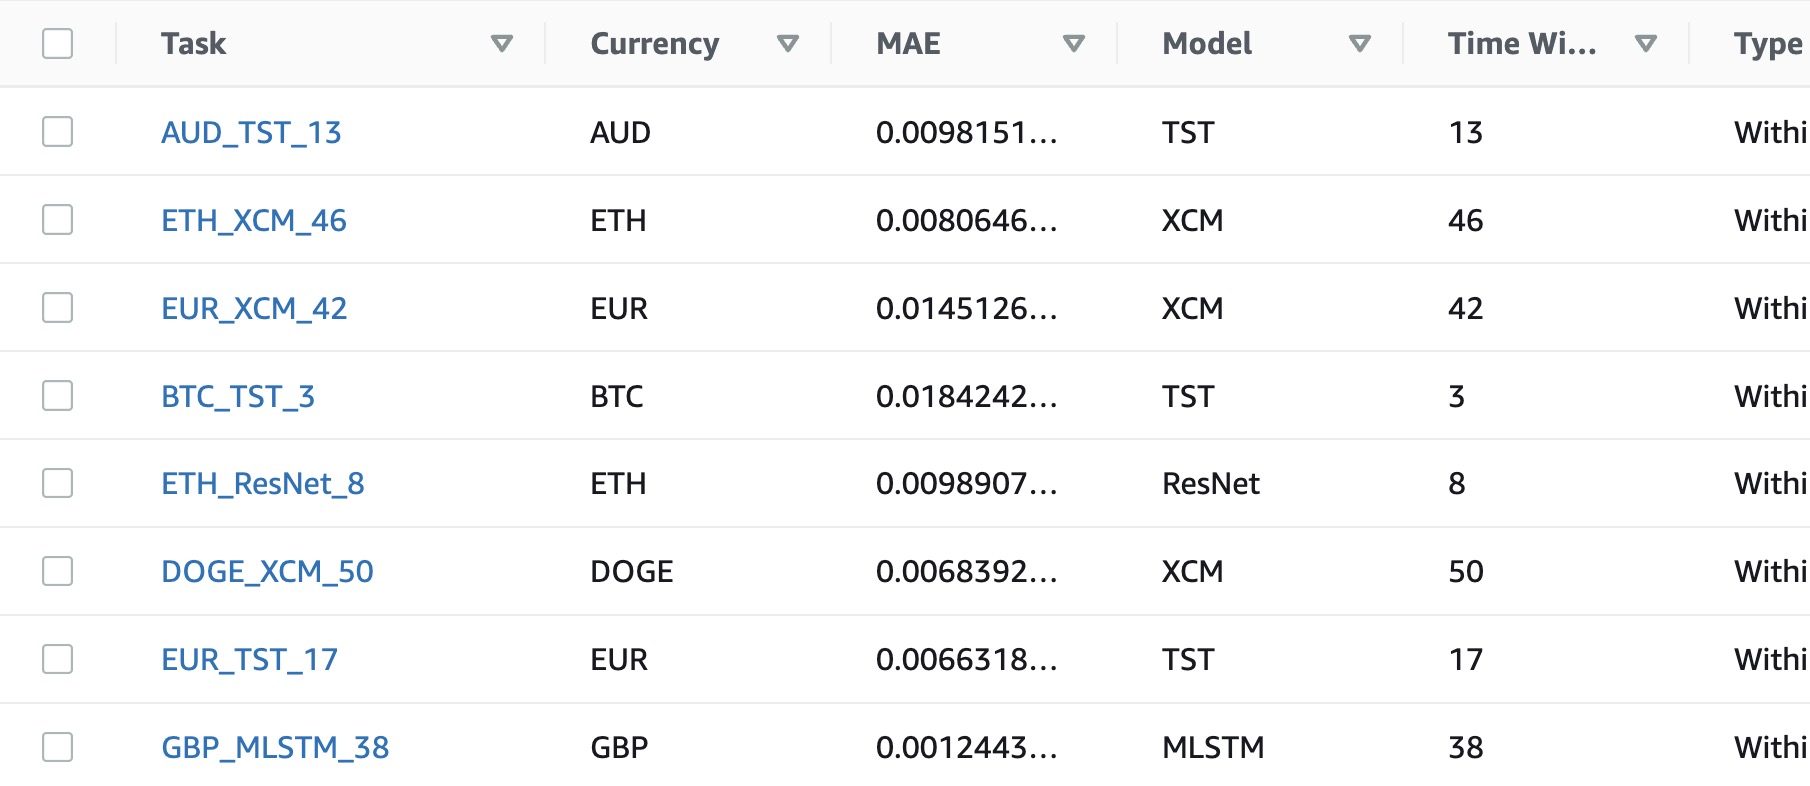 Task Currency MAE Model Time Wi... Type
AUD_TST_13 AUD 0.0098151... TST 13 Withi
ETH_XCM_46 ETH 0.0080646... XCM 46 Withi
EUR_XCM_42 EUR 0.0145126... XCM 42 Withi
BTC_TST_3 BTC 0.0184242... TST 3 Withi
ETH_ResNet_8 ETH 0.0098907... ResNet 8 Withi
DOGE_XCM_50 DOGE 0.0068392... XCM 50 Withi
EUR_TST_17 EUR 0.0066318... TST 17 Withi
GBP_MLSTM_38 GBP 0.0012443... MLSTM 38 Withi